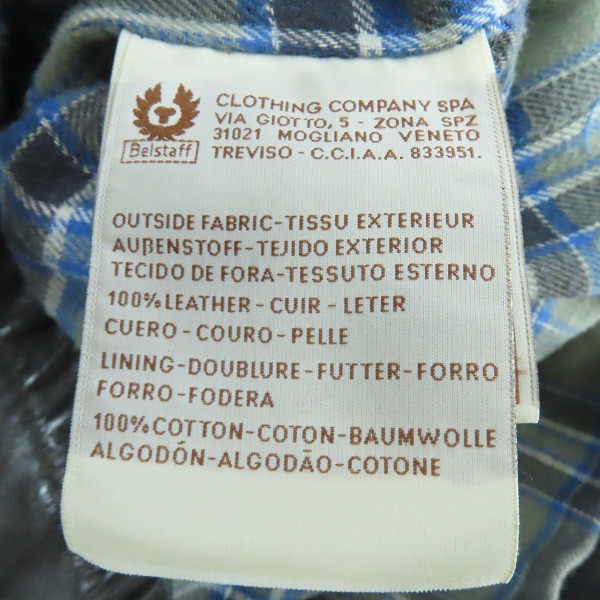 Belstaff
CLOTHING COMPANY SPA
VIA GIOTTO, 5 - ZONA SPZ
31021 MOGLIANO VENETO
TREVISO - C.C.I.A.A. 833951.
OUTSIDE FABRIC-TISSU EXTERIEUR
AUßENSTOFF-TEJIDO EXTERIOR
TECIDO DE FORA-TESSUTO ESTERNO
100% LEATHER - CUIR - LETER
CUERO - COURO - PELLE
LINING-DOUBLURE-FUTTER-FORRO
FORRO-FODERA
100% COTTON-COTON-BAUMWOLLE
ALGODÓN-ALGODÃO-COTONE